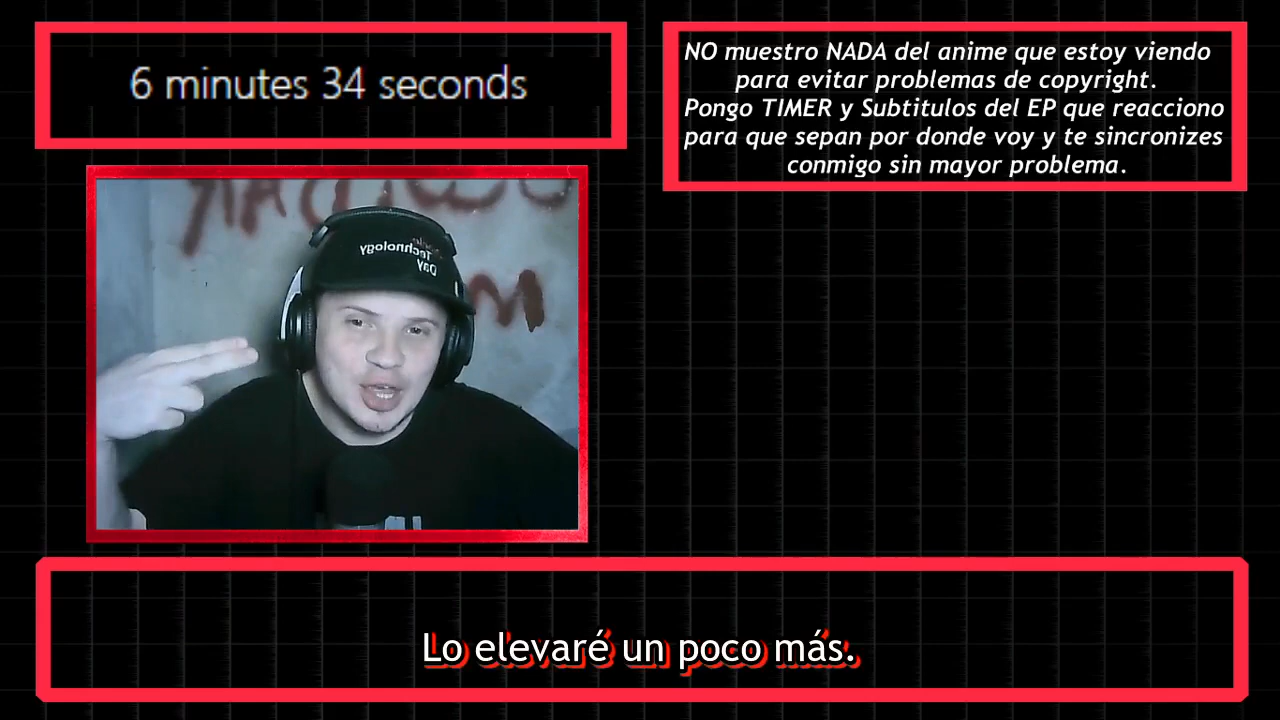 6 minutes 34 seconds
NO muestro NADA del anime que estoy viendo
para evitar problemas de copyright.
Pongo TIMER y Subtitulos del EP que reacciono
para que sepan por donde voy y te sincronizes
conmigo sin mayor problema.
Technology
Day
Lo elevaré un poco más.